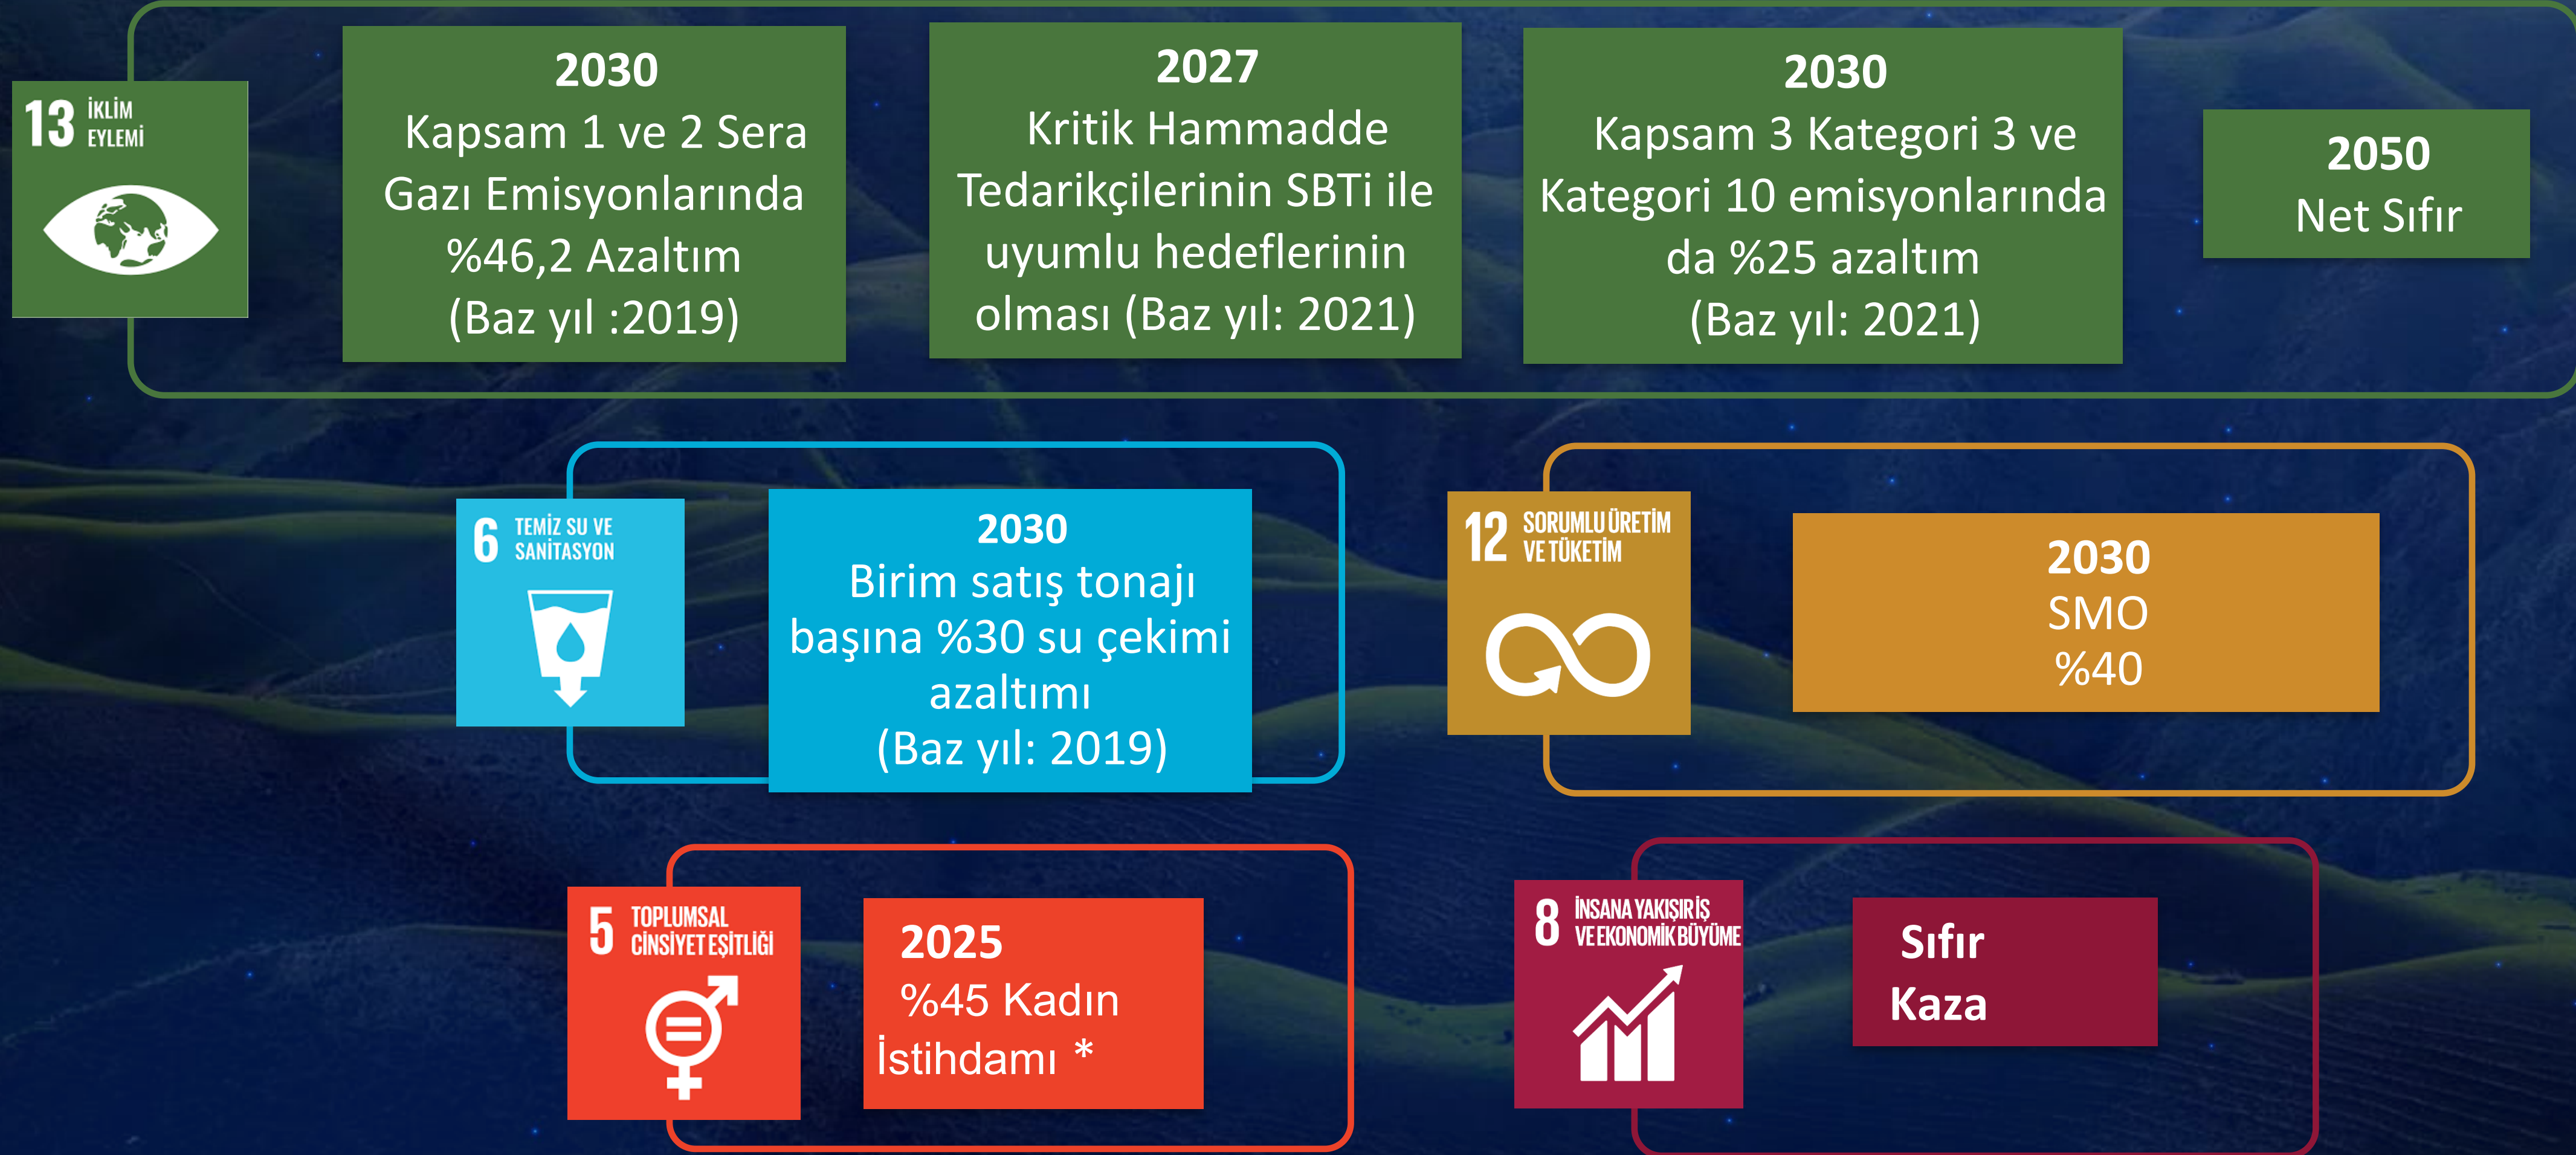 13 İKLİM
EYLEMİ
2030
Kapsam 1 ve 2 Sera
Gazı Emisyonlarında
%46,2 Azaltım
(Baz yıl :2019)
2027
Kritik Hammadde
Tedarikçilerinin SBTi ile
uyumlu hedeflerinin
olması (Baz yıl: 2021)
2030
Kapsam 3 Kategori 3 ve
Kategori 10 emisyonlarında
da %25 azaltım
(Baz yıl: 2021)
2050
Net Sıfır
6 TEMİZ SU VE
SANİTASYON
2030
Birim satış tonajı
başına %30 su çekimi
azaltımı
(Baz yıl: 2019)
12 SORUMLU ÜRETİM
VE TÜKETİM
2030
SMO
%40
5 TOPLUMSAL
CİNSİYET EŞİTLİĞİ
2025
%45 Kadın
İstihdamı *
8 İNSANA YAKIŞIR İŞ
VE EKONOMİK BÜYÜME
Sıfır
Kaza